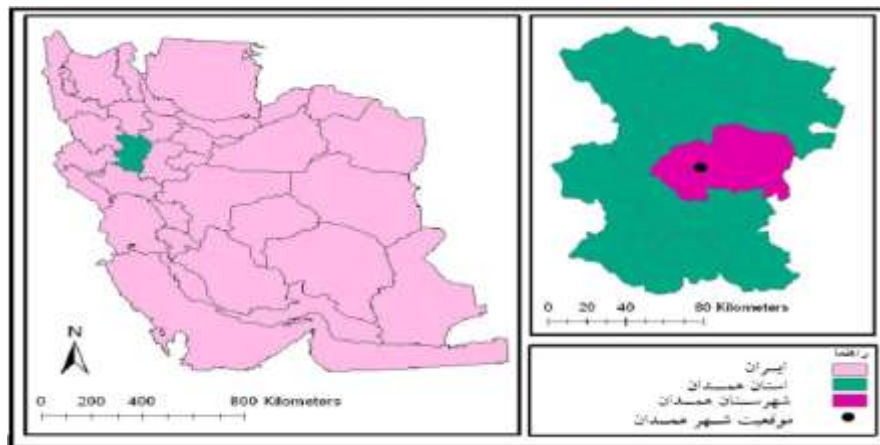 N
0 200 400 800 Kilometers
0 20 40 80 Kilometers
راهنما
ایران
استان همدان
شهرستان همدان
موقعیت شهر همدان